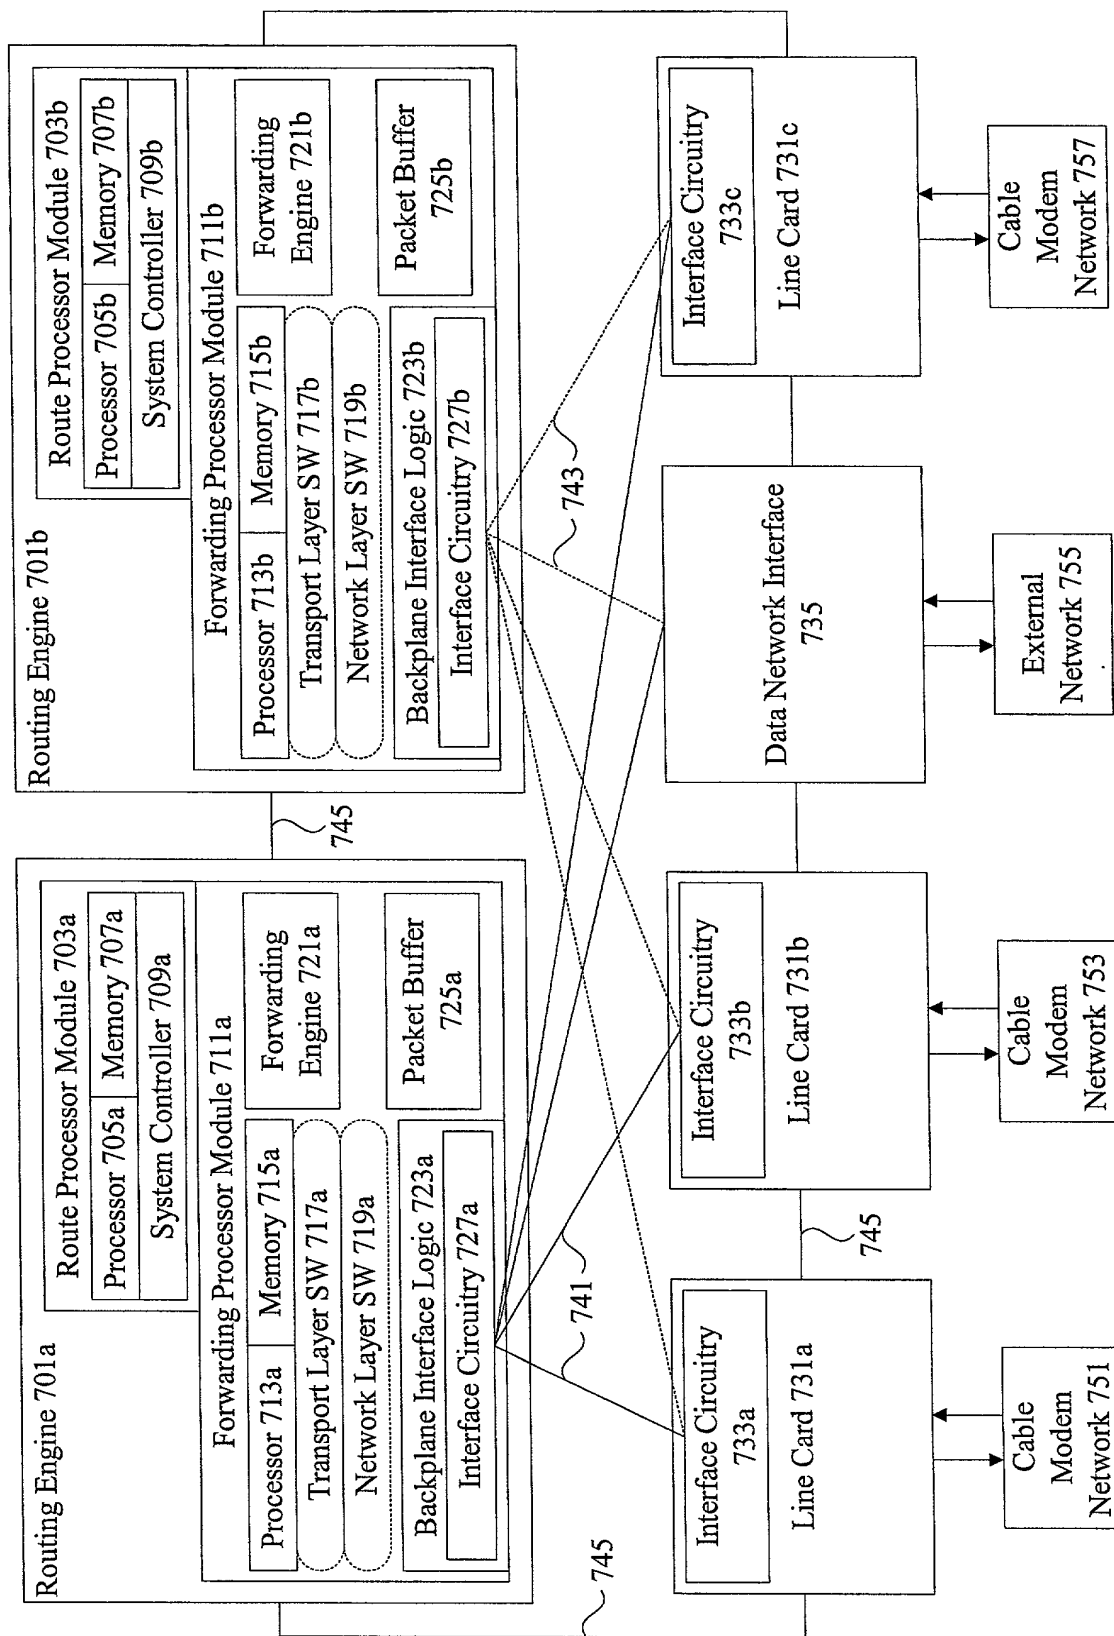 Routing Engine 701a
Route Processor Module 703a
Processor 705a
Memory 707a
System Controller 709a
Forwarding Processor Module 711a
Processor 713a
Memory 715a
Transport Layer SW 717a
Network Layer SW 719a
Forwarding
Engine 721a
Backplane Interface Logic 723a
Interface Circuitry 727a
Packet Buffer
725a
745
Routing Engine 701b
Route Processor Module 703b
Processor 705b
Memory 707b
System Controller 709b
Forwarding Processor Module 711b
Processor 713b
Memory 715b
Transport Layer SW 717b
Network Layer SW 719b
Forwarding
Engine 721b
Backplane Interface Logic 723b
Interface Circuitry 727b
Packet Buffer
725b
745
741
743
Interface Circuitry
733a
Line Card 731a
745
Interface Circuitry
733b
Line Card 731b
Data Network Interface
735
Interface Circuitry
733c
Line Card 731c
Cable
Modem
Network 751
Cable
Modem
Network 753
External
Network 755
Cable
Modem
Network 757